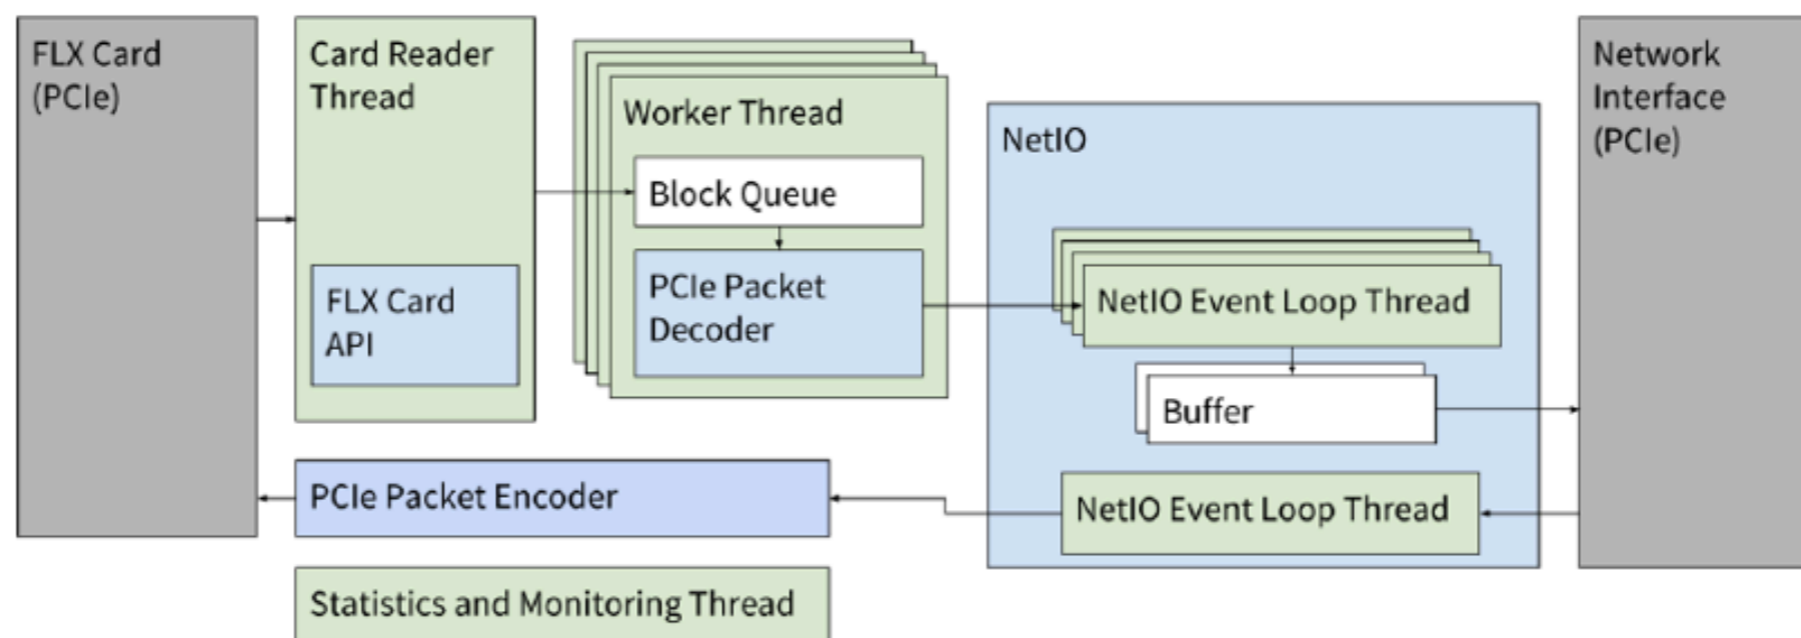 FLX Card
(PCIe)
Card Reader
Thread
FLX Card
API
Worker Thread
Block Queue
PCIe Packet
Decoder
NetIO
NetIO Event Loop Thread
Buffer
NetIO Event Loop Thread
Network
Interface
(PCIe)
PCIe Packet Encoder
Statistics and Monitoring Thread